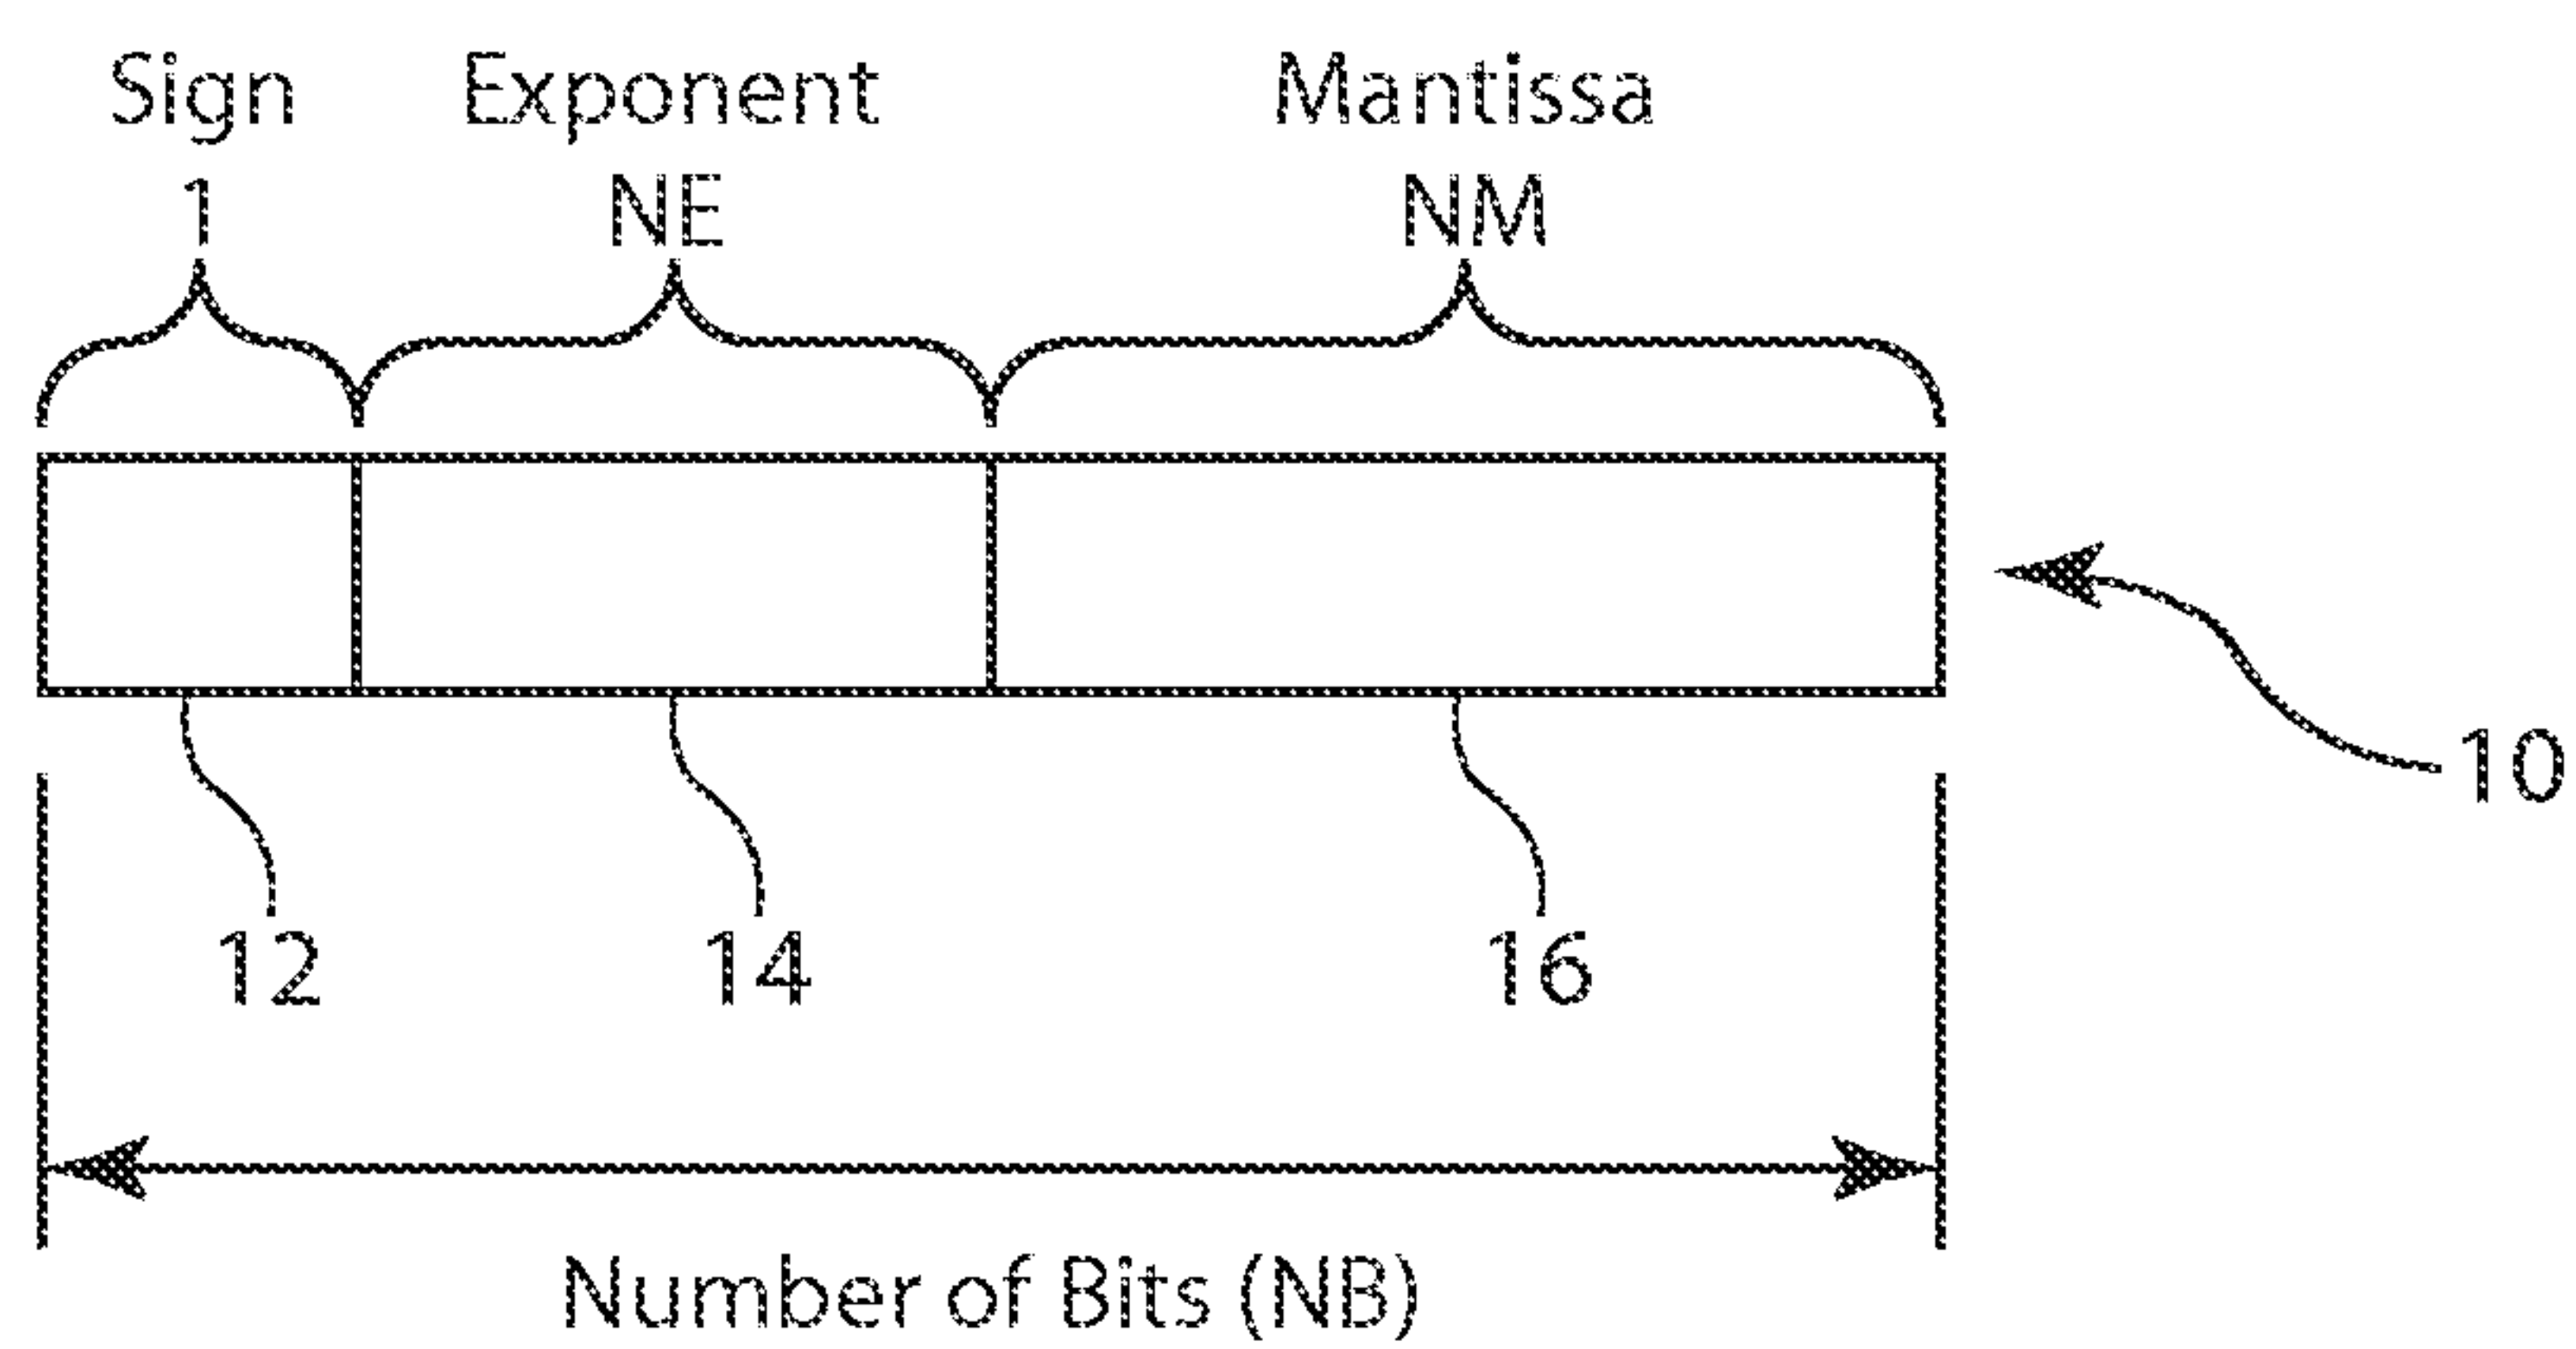 Sign Exponent Mantissa
1 NE NM
10
12 14 16
Number of Bits (NB)